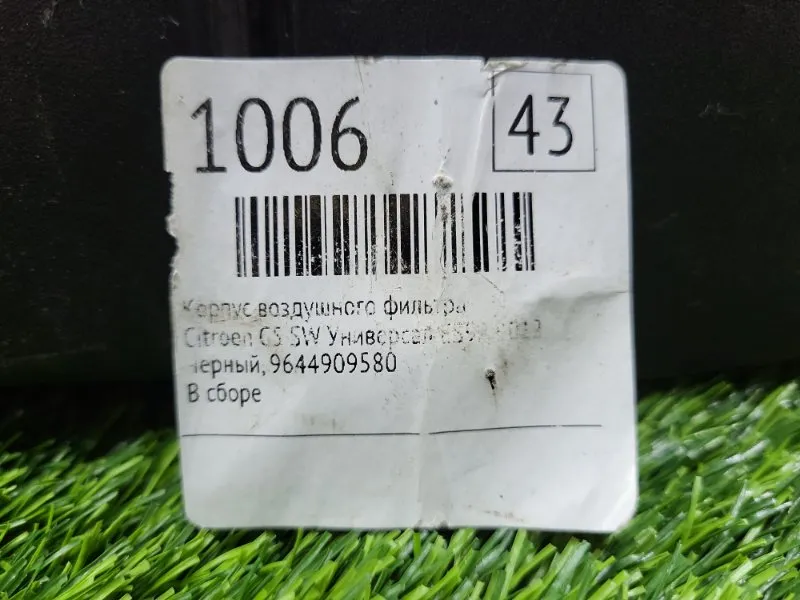 1006
43
Корпус воздушного фильтра
Citroen C5 SW Универсал
Черный, 9644909580
В сборе